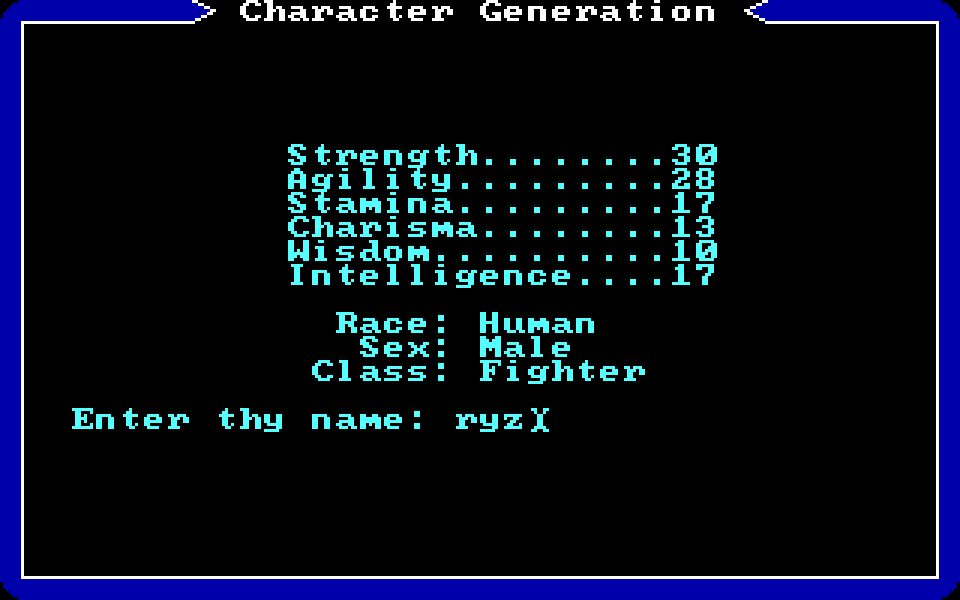 Character Generation
Strength........30
Agility.........28
Stamina.........17
Charisma........13
Wisdom..........10
Intelligence....17
Race: Human
Sex: Male
Class: Fighter
Enter thy name: ryz